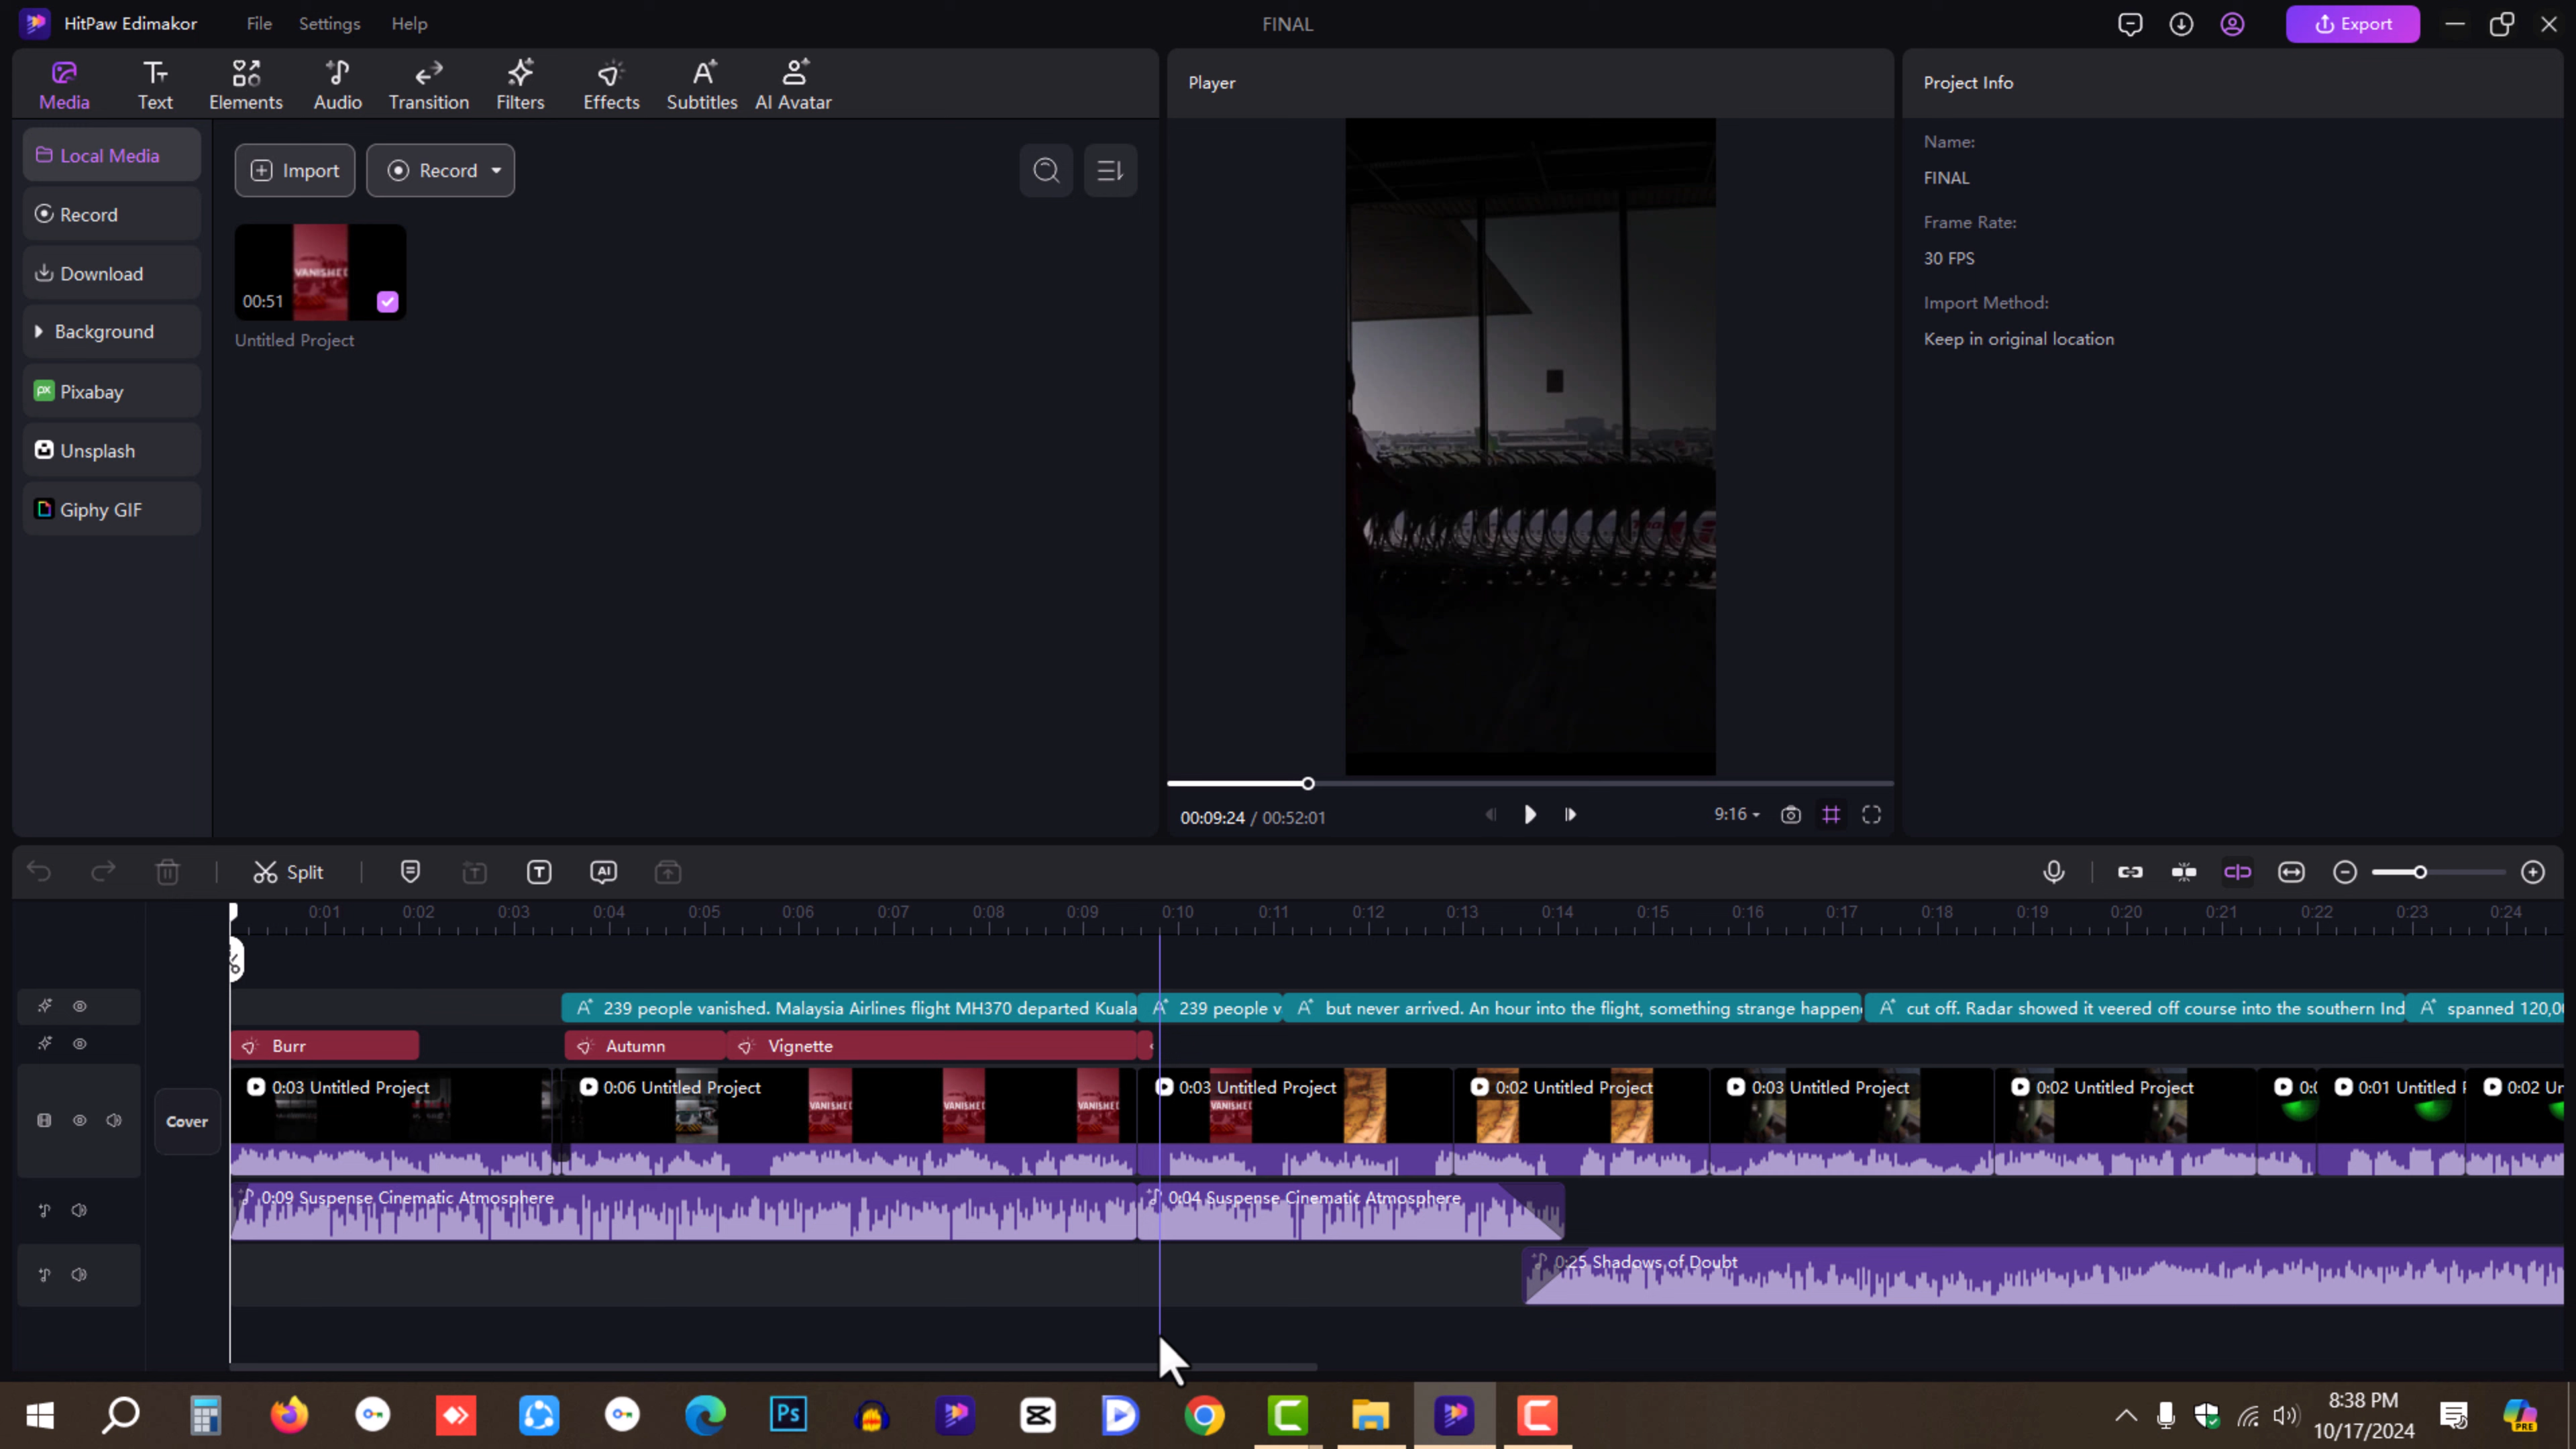 HitPaw Edimakor File Settings Help FINAL Export
Media Text Elements Audio Transition Filters Effects Subtitles AI Avatar
Player
Project Info
Local Media
Record
Download
Background
Pixabay
Unsplash
Giphy GIF
Import Record
VANISHED
00:51
Untitled Project
Name:
FINAL
Frame Rate:
30 FPS
Import Method:
Keep in original location
00:09:24 / 00:52:01 9:16
Split
0:01 0:02 0:03 0:04 0:05 0:06 0:07 0:08 0:09 0:10 0:11 0:12 0:13 0:14 0:15 0:16 0:17 0:18 0:19 0:20 0:21 0:22 0:23 0:24
239 people vanished. Malaysia Airlines flight MH370 departed Kuala 239 people v but never arrived. An hour into the flight, something strange happen cut off. Radar showed it veered off course into the southern Ind spanned 120,0
Burr Autumn Vignette
0:03 Untitled Project 0:06 Untitled Project 0:03 Untitled Project 0:02 Untitled Project 0:03 Untitled Project 0:02 Untitled Project 0:0 0:01 Untitled P 0:02 Un
Cover
VANISHED VANISHED VANISHED VANISHED
0:09 Suspense Cinematic Atmosphere 0:04 Suspense Cinematic Atmosphere
0:25 Shadows of Doubt
Ps
8:38 PM
10/17/2024
PRE